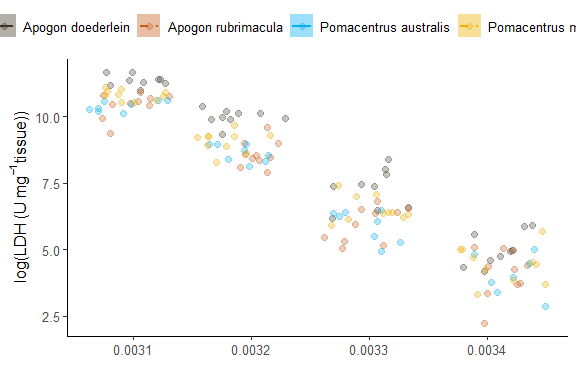 Apogon doederlein Apogon rubrimacula Pomacentrus australis Pomacentrus m
log(LDH (U mg⁻¹tissue))
10.0
7.5
5.0
2.5
0.0031 0.0032 0.0033 0.0034